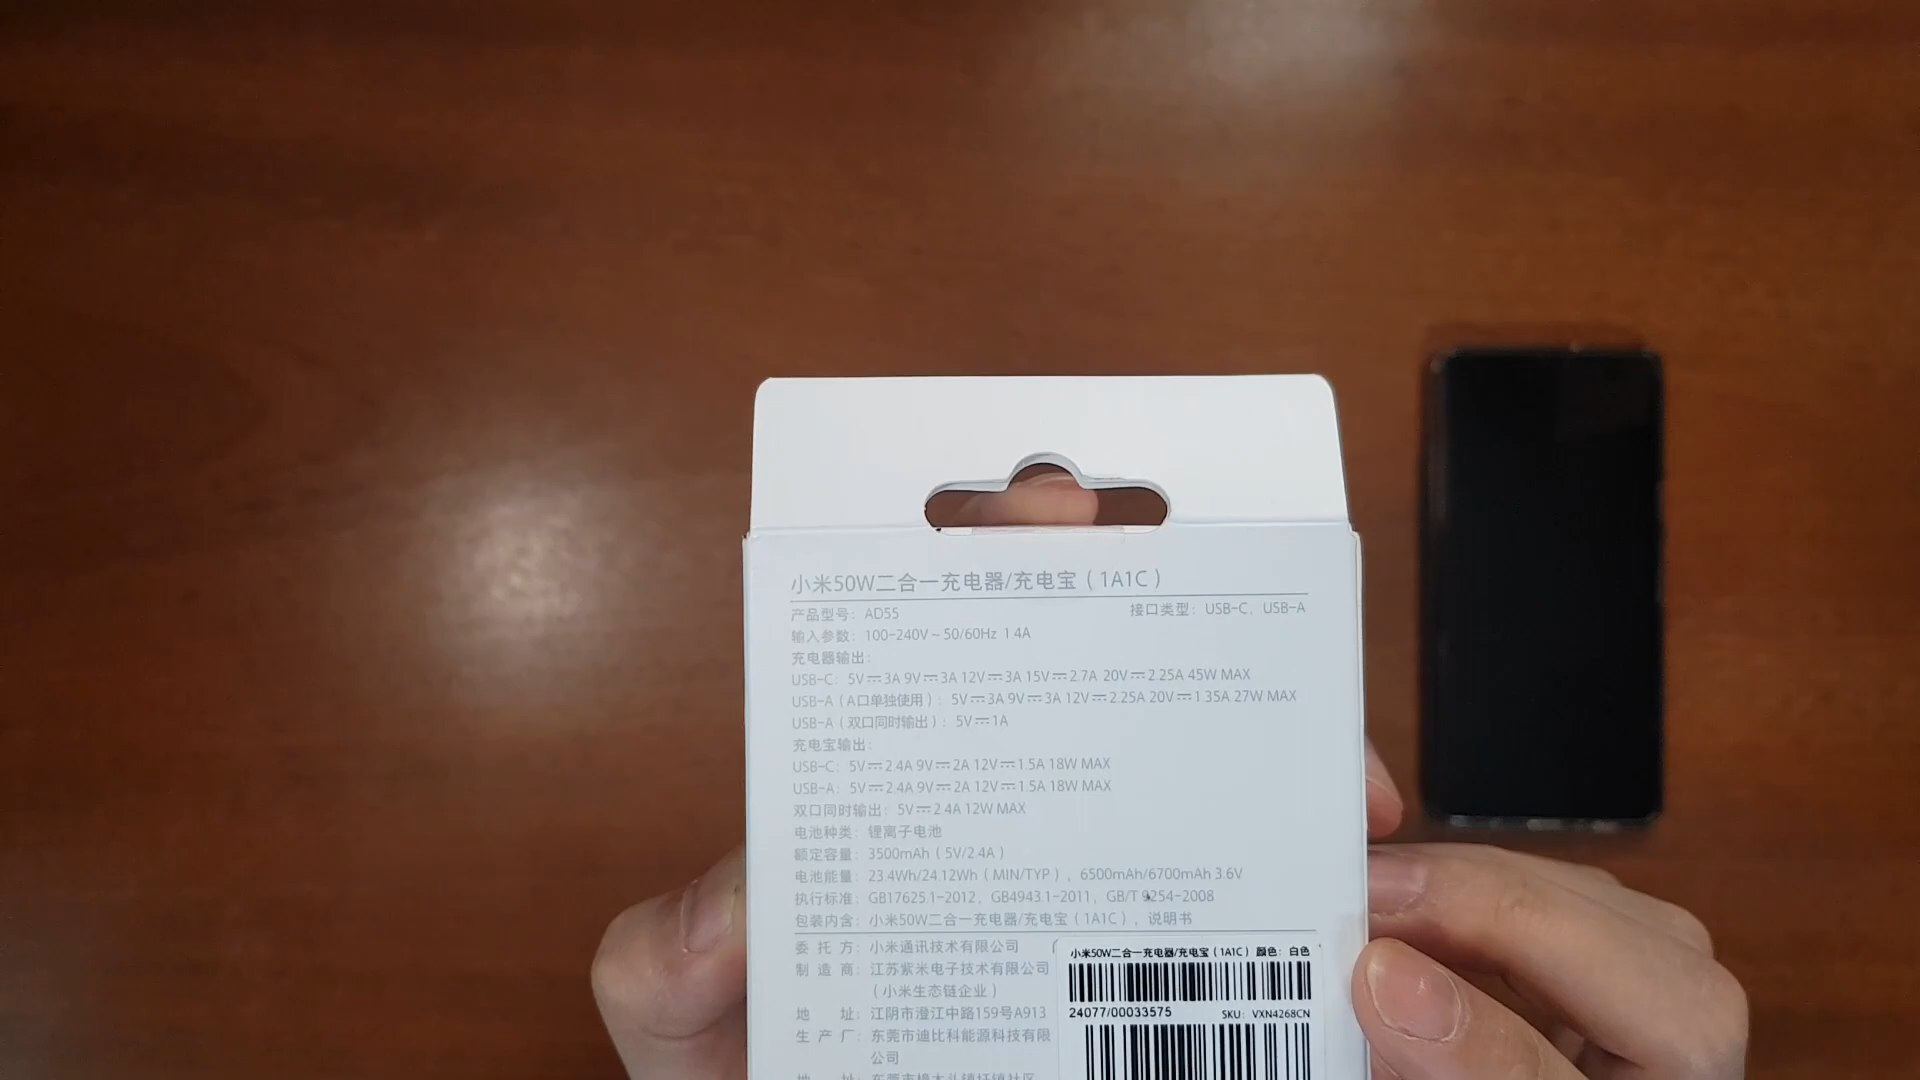 小米50W二合一充电器/充电宝（1A1C）
产品型号：AD55 接口类型：USB-C、USB-A
输入参数：100-240V~50/60Hz 1.4A
充电器输出：
USB-C：5V⎓3A 9V⎓3A 12V⎓3A 15V⎓2.7A 20V⎓2.25A 45W MAX
USB-A（A口单独使用）：5V⎓3A 9V⎓3A 12V⎓2.25A 20V⎓1.35A 27W MAX
USB-A（双口同时输出）：5V⎓1A
充电宝输出：
USB-C：5V⎓2.4A 9V⎓2A 12V⎓1.5A 18W MAX
USB-A：5V⎓2.4A 9V⎓2A 12V⎓1.5A 18W MAX
双口同时输出：5V⎓2.4A 12W MAX
电池种类：锂离子电池
额定容量：3500mAh（5V/2.4A）
电池能量：23.4Wh/24.12Wh（MIN/TYP），6500mAh/6700mAh 3.6V
执行标准：GB17625.1-2012，GB4943.1-2011，GB/T 9254-2008
包装内含：小米50W二合一充电器/充电宝（1A1C），说明书
委托方：小米通讯技术有限公司
制造商：江苏紫米电子技术有限公司
（小米生态链企业）
地址：江阴市澄江中路159号A913
生产厂：东莞市迪比科能源科技有限
公司
小米50W二合一充电器/充电宝（1A1C） 颜色：白色
24077/00033575 SKU：VXN4268CN